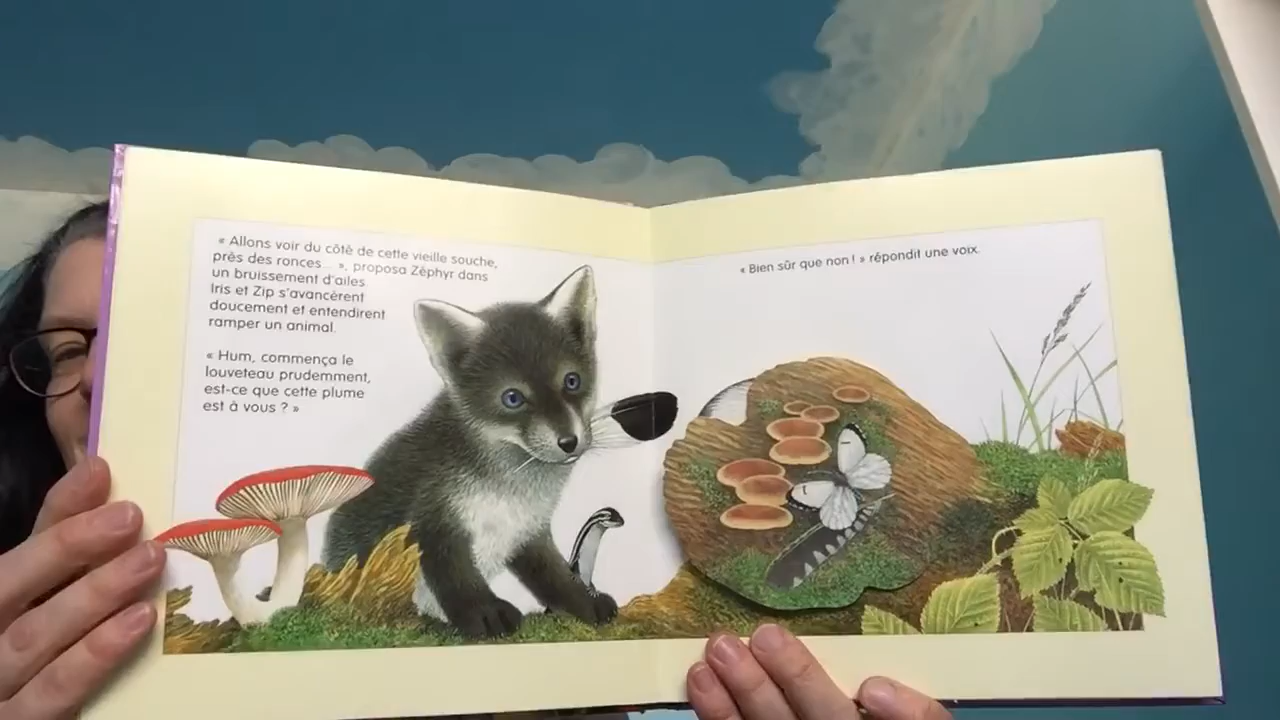 « Allons voir du côté de cette vieille souche,
près des ronces... », proposa Zéphyr dans
un bruissement d'ailes.
Iris et Zip s'avancèrent
doucement et entendirent
ramper un animal.
« Hum, commença le
louveteau prudemment,
est-ce que cette plume
est à vous ? »
« Bien sûr que non ! » répondit une voix.